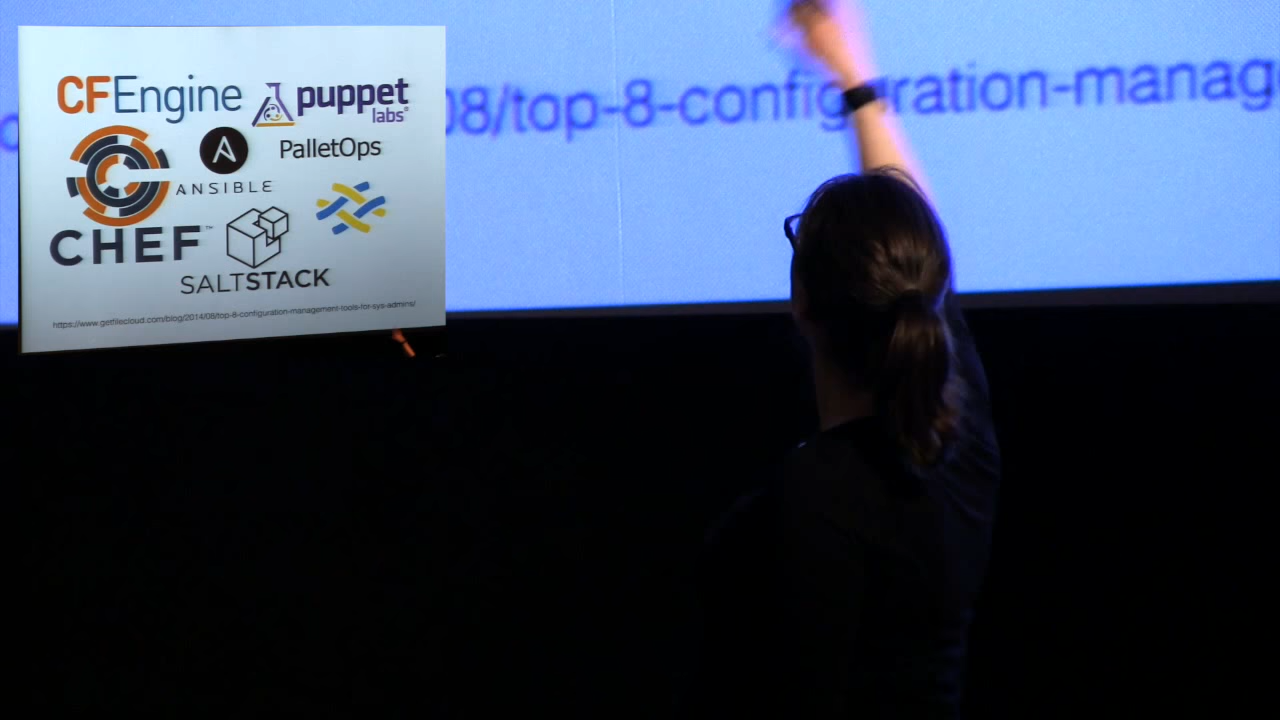 CFEngine
puppet
labs®
ANSIBLE
PalletOps
CHEF™
SALTSTACK
https://www.getfilecloud.com/blog/2014/08/top-8-configuration-management-tools-for-sys-admins/
08/top-8-configuration-manag